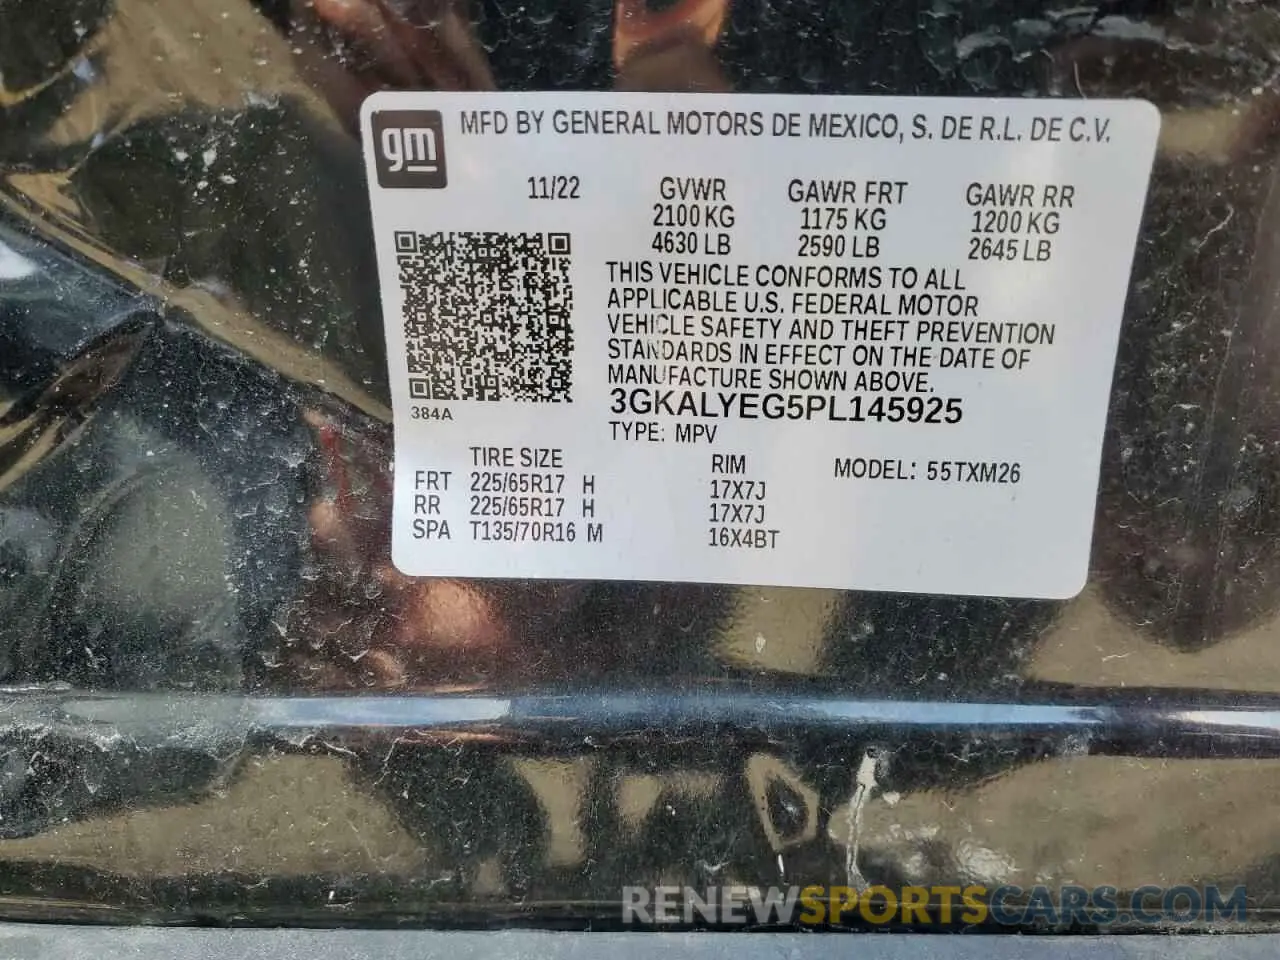 gm MFD BY GENERAL MOTORS DE MEXICO, S. DE R.L. DE C.V.
11/22 GVWR GAWR FRT GAWR RR
2100 KG 1175 KG 1200 KG
4630 LB 2590 LB 2645 LB
THIS VEHICLE CONFORMS TO ALL
APPLICABLE U.S. FEDERAL MOTOR
VEHICLE SAFETY AND THEFT PREVENTION
STANDARDS IN EFFECT ON THE DATE OF
MANUFACTURE SHOWN ABOVE.
384A 3GKALYEG5PL145925
TYPE: MPV
TIRE SIZE RIM MODEL: 55TXM26
FRT 225/65R17 H 17X7J
RR 225/65R17 H 17X7J
SPA T135/70R16 M 16X4BT
RENEWSPORTSCARS.COM